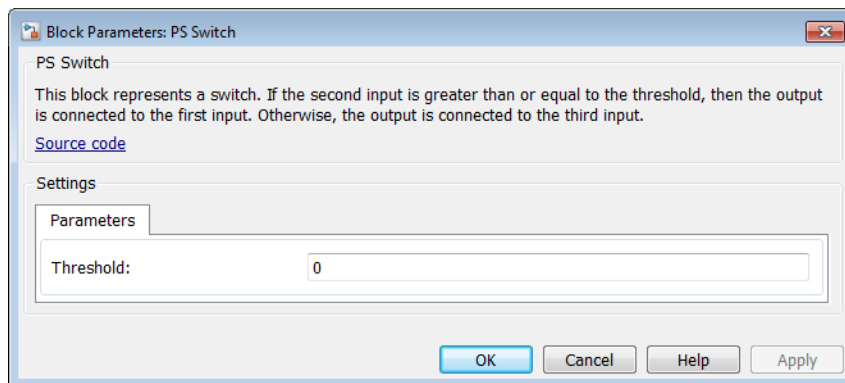 Block Parameters: PS Switch
PS Switch
This block represents a switch. If the second input is greater than or equal to the threshold, then the output
is connected to the first input. Otherwise, the output is connected to the third input.
Source code
Settings
Parameters
Threshold: 0
OK Cancel Help Apply